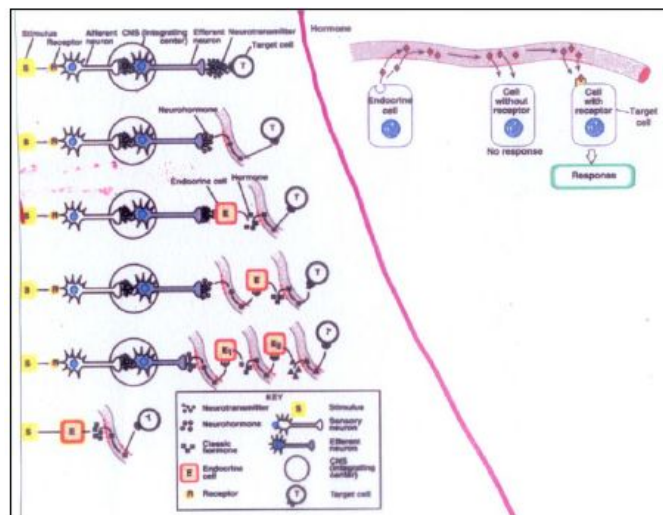 Stimulus
Receptor
Afferent
neuron
CNS (integrating
center)
Efferent
neuron
Neurotransmitter
Target cell
S
R
T
Neurohormone
S
R
T
Endocrine cell
Hormone
S
R
E
T
S
R
E
T
S
R
E₁
E₂
T
S
E
T
KEY
Neurotransmitter
Neurohormone
Classic
hormone
E
Endocrine
cell
R
Receptor
S
Stimulus
Sensory
neuron
Efferent
neuron
CNS
(integrating
center)
T
Target cell
Hormone
Endocrine
cell
Cell
without
receptor
No response
Cell
with
receptor
Target
cell
Response